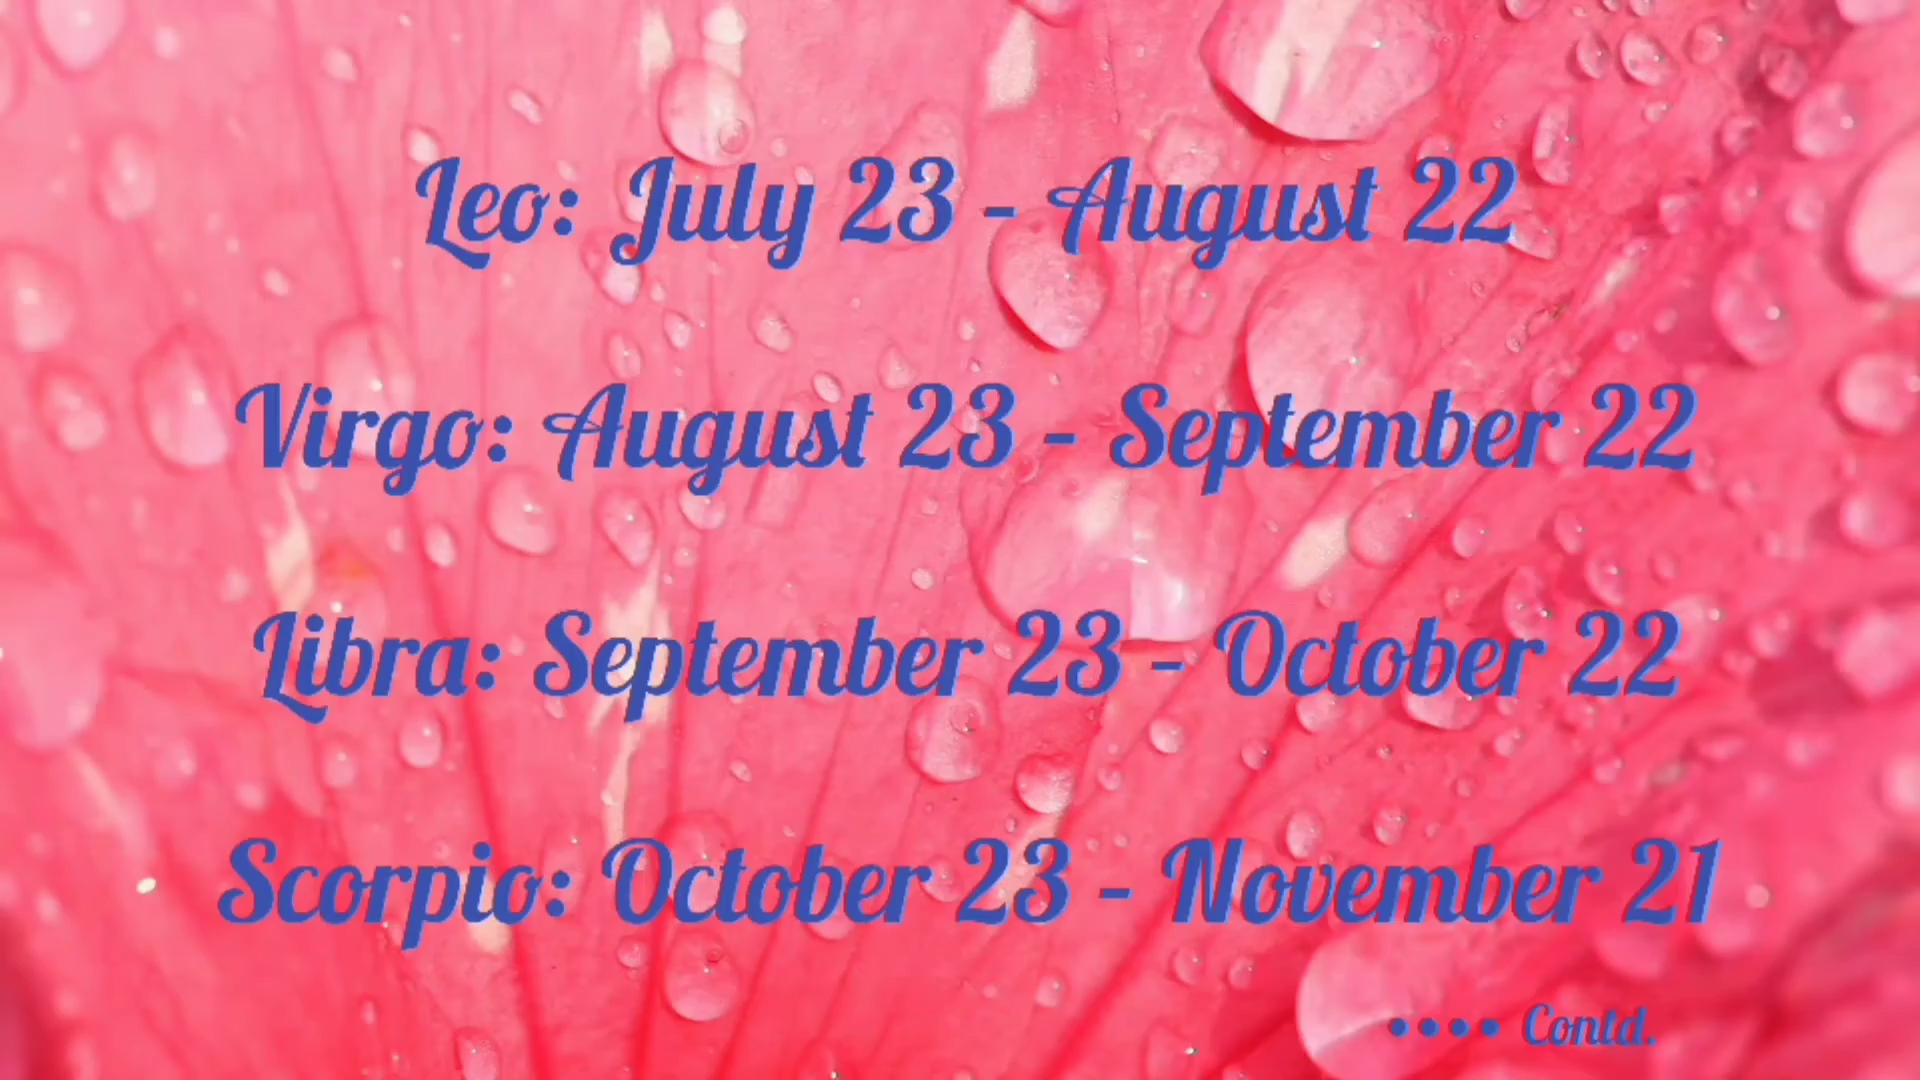 Leo: July 23 - August 22
Virgo: August 23 - September 22
Libra: September 23 - October 22
Scorpio: October 23 - November 21
•••• Contd.